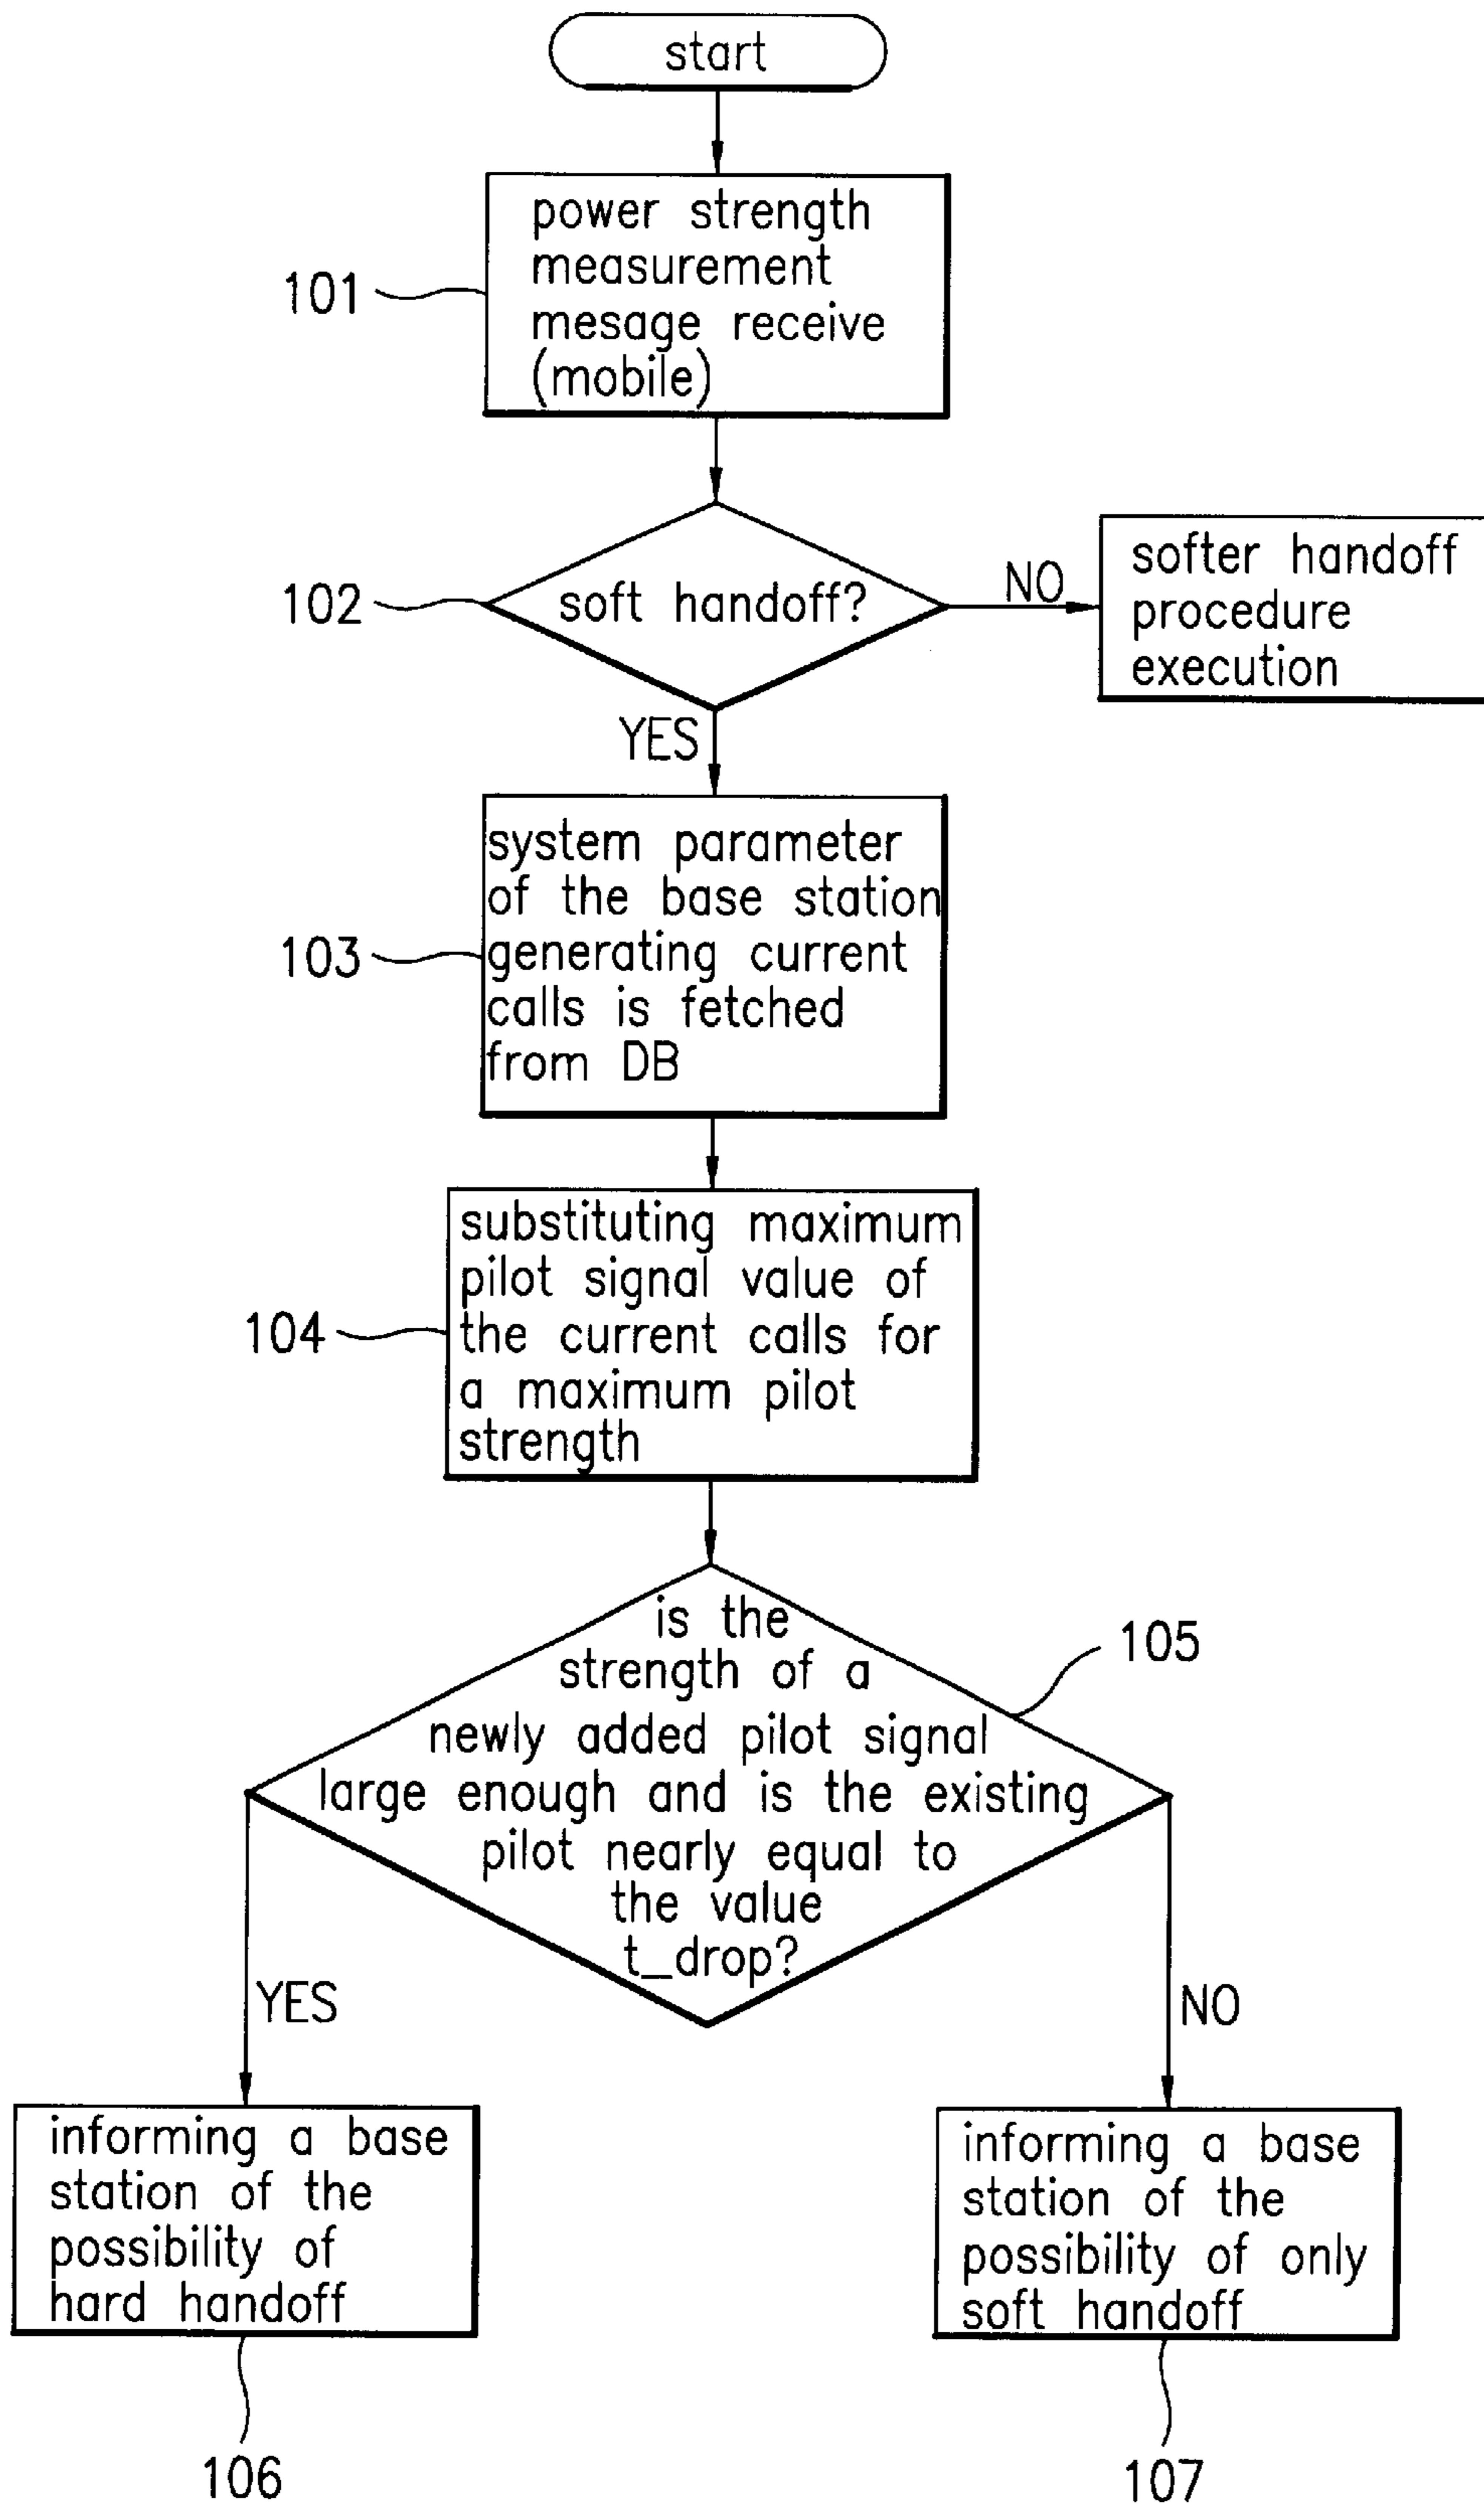 start
power strength
measurement
mesage receive
(mobile)
101
soft handoff?
102
NO
softer handoff
procedure
execution
YES
system parameter
of the base station
generating current
calls is fetched
from DB
103
substituting maximum
pilot signal value of
the current calls for
a maximum pilot
strength
104
is the
strength of a
newly added pilot signal
large enough and is the existing
pilot nearly equal to
the value
t_drop?
105
YES
NO
informing a base
station of the
possibility of
hard handoff
informing a base
station of the
possibility of only
soft handoff
106
107